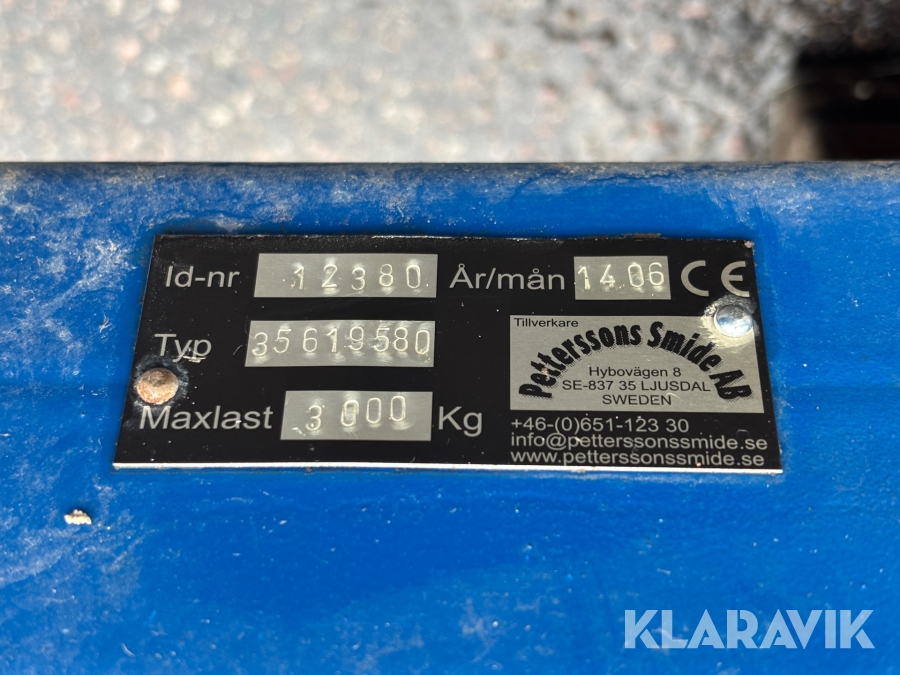 Id-nr 12380 År/mån 1406 CE
Typ 35619580
Maxlast 3000 Kg
Tillverkare
Petterssons Smide AB
Hybovägen 8
SE-837 35 LJUSDAL
SWEDEN
+46-(0)651-123 30
info@petterssonssmide.se
www.petterssonssmide.se
KLARAVIK